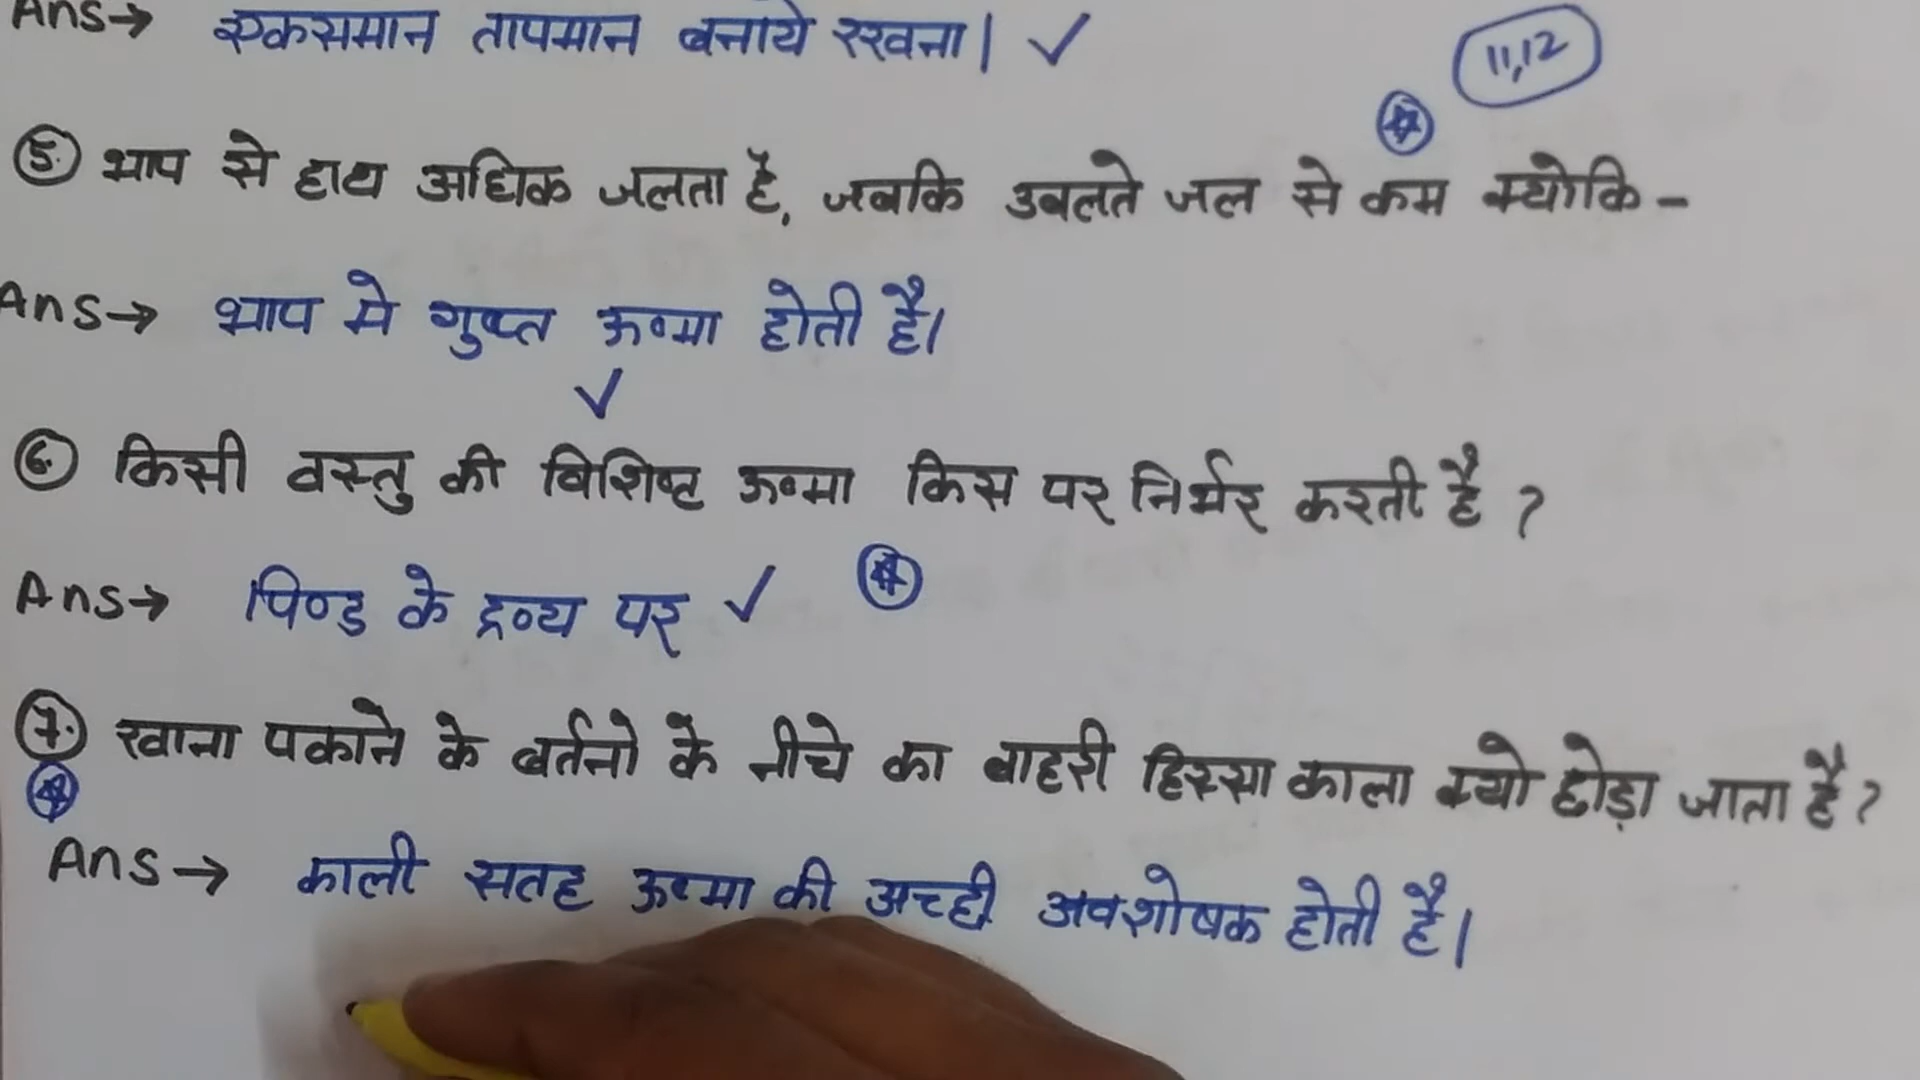 Ans→ एकसमान तापमान बनाये रखना। ✓
11,12
5. भाप से हाथ अधिक जलता है, जबकि उबलते जल से कम क्योकि -
Ans→ भाप मे गुप्त ऊष्मा होती है।
6. किसी वस्तु की विशिष्ट ऊष्मा किस पर निर्भर करती है ?
Ans→ पिण्ड के द्रव्य पर ✓
7. खाना पकाने के बर्तनो के नीचे का बाहरी हिस्सा काला क्यो छोड़ा जाता है ?
Ans→ काली सतह ऊष्मा की अच्छी अवशोषक होती है।